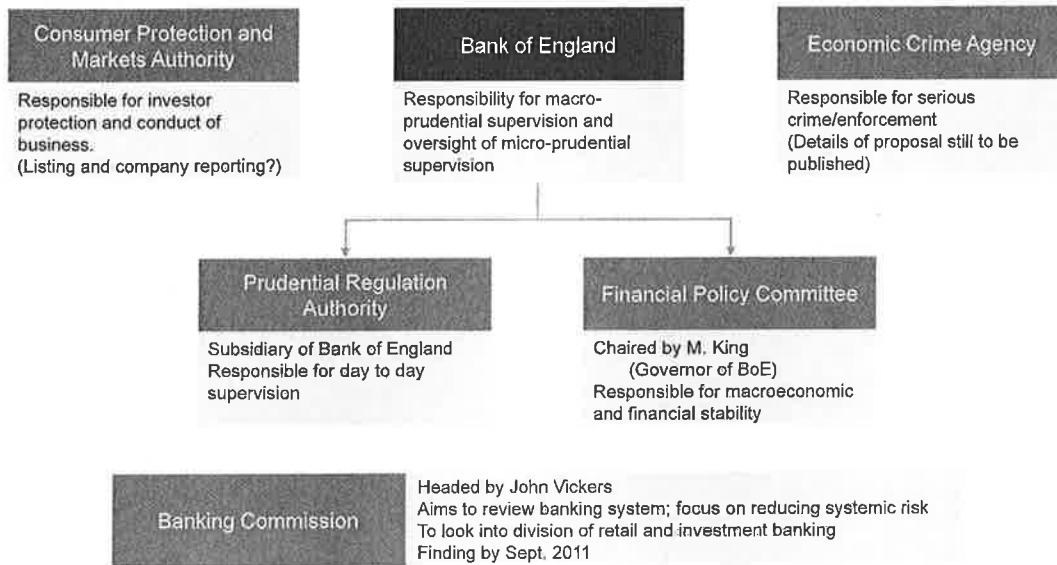 Consumer Protection and
Markets Authority
Responsible for investor
protection and conduct of
business.
(Listing and company reporting?)
Bank of England
Responsibility for macro-
prudential supervision and
oversight of micro-prudential
supervision
Economic Crime Agency
Responsible for serious
crime/enforcement
(Details of proposal still to be
published)
Prudential Regulation
Authority
Subsidiary of Bank of England
Responsible for day to day
supervision
Financial Policy Committee
Chaired by M. King
(Governor of BoE)
Responsible for macroeconomic
and financial stability
Banking Commission
Headed by John Vickers
Aims to review banking system; focus on reducing systemic risk
To look into division of retail and investment banking
Finding by Sept. 2011